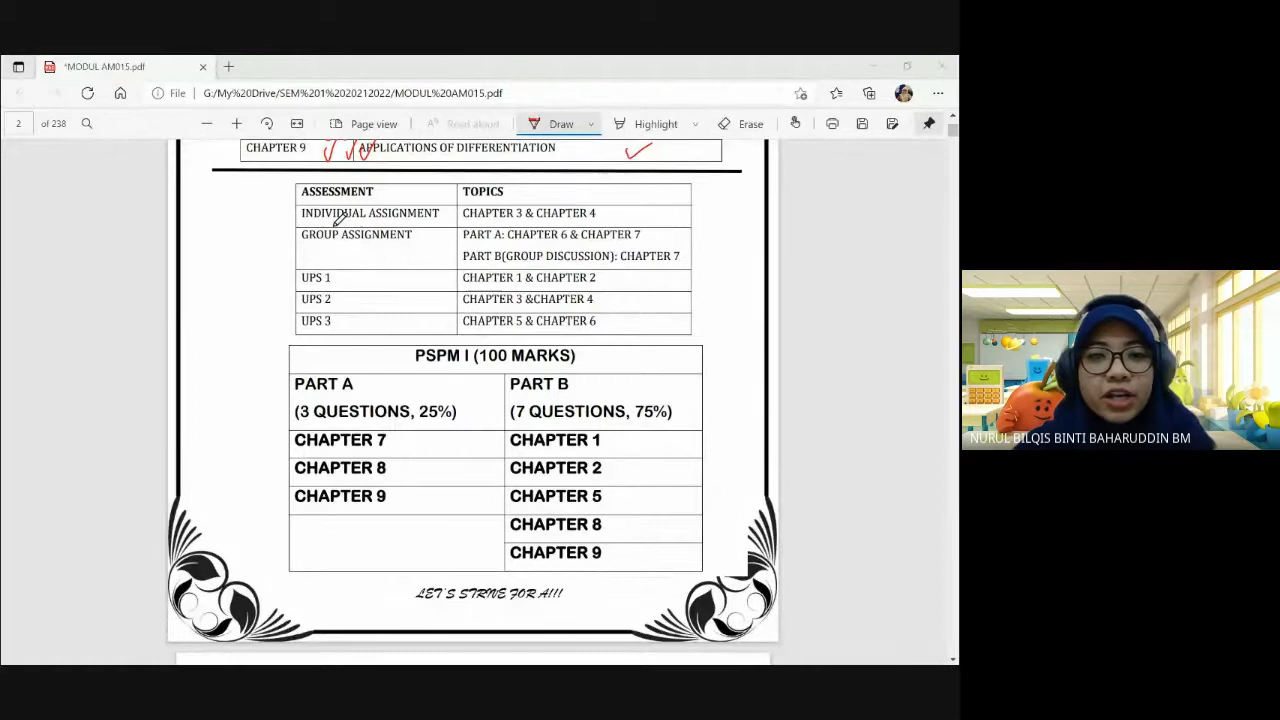 *MODUL AM015.pdf
File G:/My%20Drive/SEM%201%2020212022/MODUL%20AM015.pdf
2 of 238 Page view Read aloud Draw Highlight Erase
CHAPTER 9 APPLICATIONS OF DIFFERENTIATION
ASSESSMENT TOPICS
INDIVIDUAL ASSIGNMENT CHAPTER 3 & CHAPTER 4
GROUP ASSIGNMENT PART A: CHAPTER 6 & CHAPTER 7
PART B(GROUP DISCUSSION): CHAPTER 7
UPS 1 CHAPTER 1 & CHAPTER 2
UPS 2 CHAPTER 3 &CHAPTER 4
UPS 3 CHAPTER 5 & CHAPTER 6
PSPM I (100 MARKS)
PART A PART B
(3 QUESTIONS, 25%) (7 QUESTIONS, 75%)
CHAPTER 7 CHAPTER 1
CHAPTER 8 CHAPTER 2
CHAPTER 9 CHAPTER 5
CHAPTER 8
CHAPTER 9
LET'S STRIVE FOR A!!!
NURUL BILQIS BINTI BAHARUDDIN BM